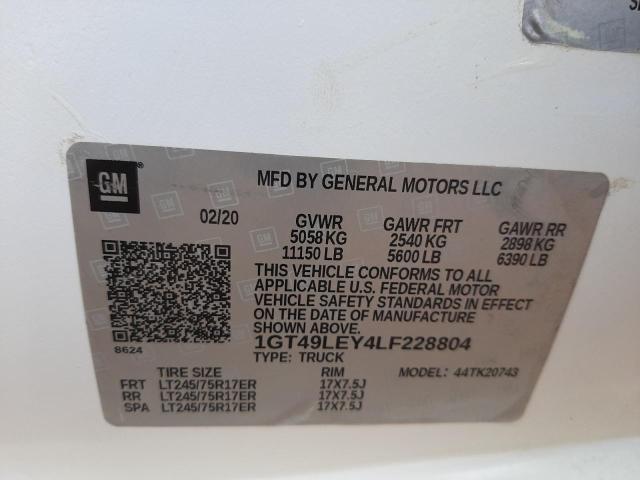 GM
MFD BY GENERAL MOTORS LLC
02/20
GVWR GAWR FRT GAWR RR
5058 KG 2540 KG 2898 KG
11150 LB 5600 LB 6390 LB
THIS VEHICLE CONFORMS TO ALL
APPLICABLE U.S. FEDERAL MOTOR
VEHICLE SAFETY STANDARDS IN EFFECT
ON THE DATE OF MANUFACTURE
SHOWN ABOVE.
8624
1GT49LEY4LF228804
TYPE: TRUCK MODEL: 44TK20743
TIRE SIZE RIM
FRT LT245/75R17ER 17X7.5J
RR LT245/75R17ER 17X7.5J
SPA LT245/75R17ER 17X7.5J